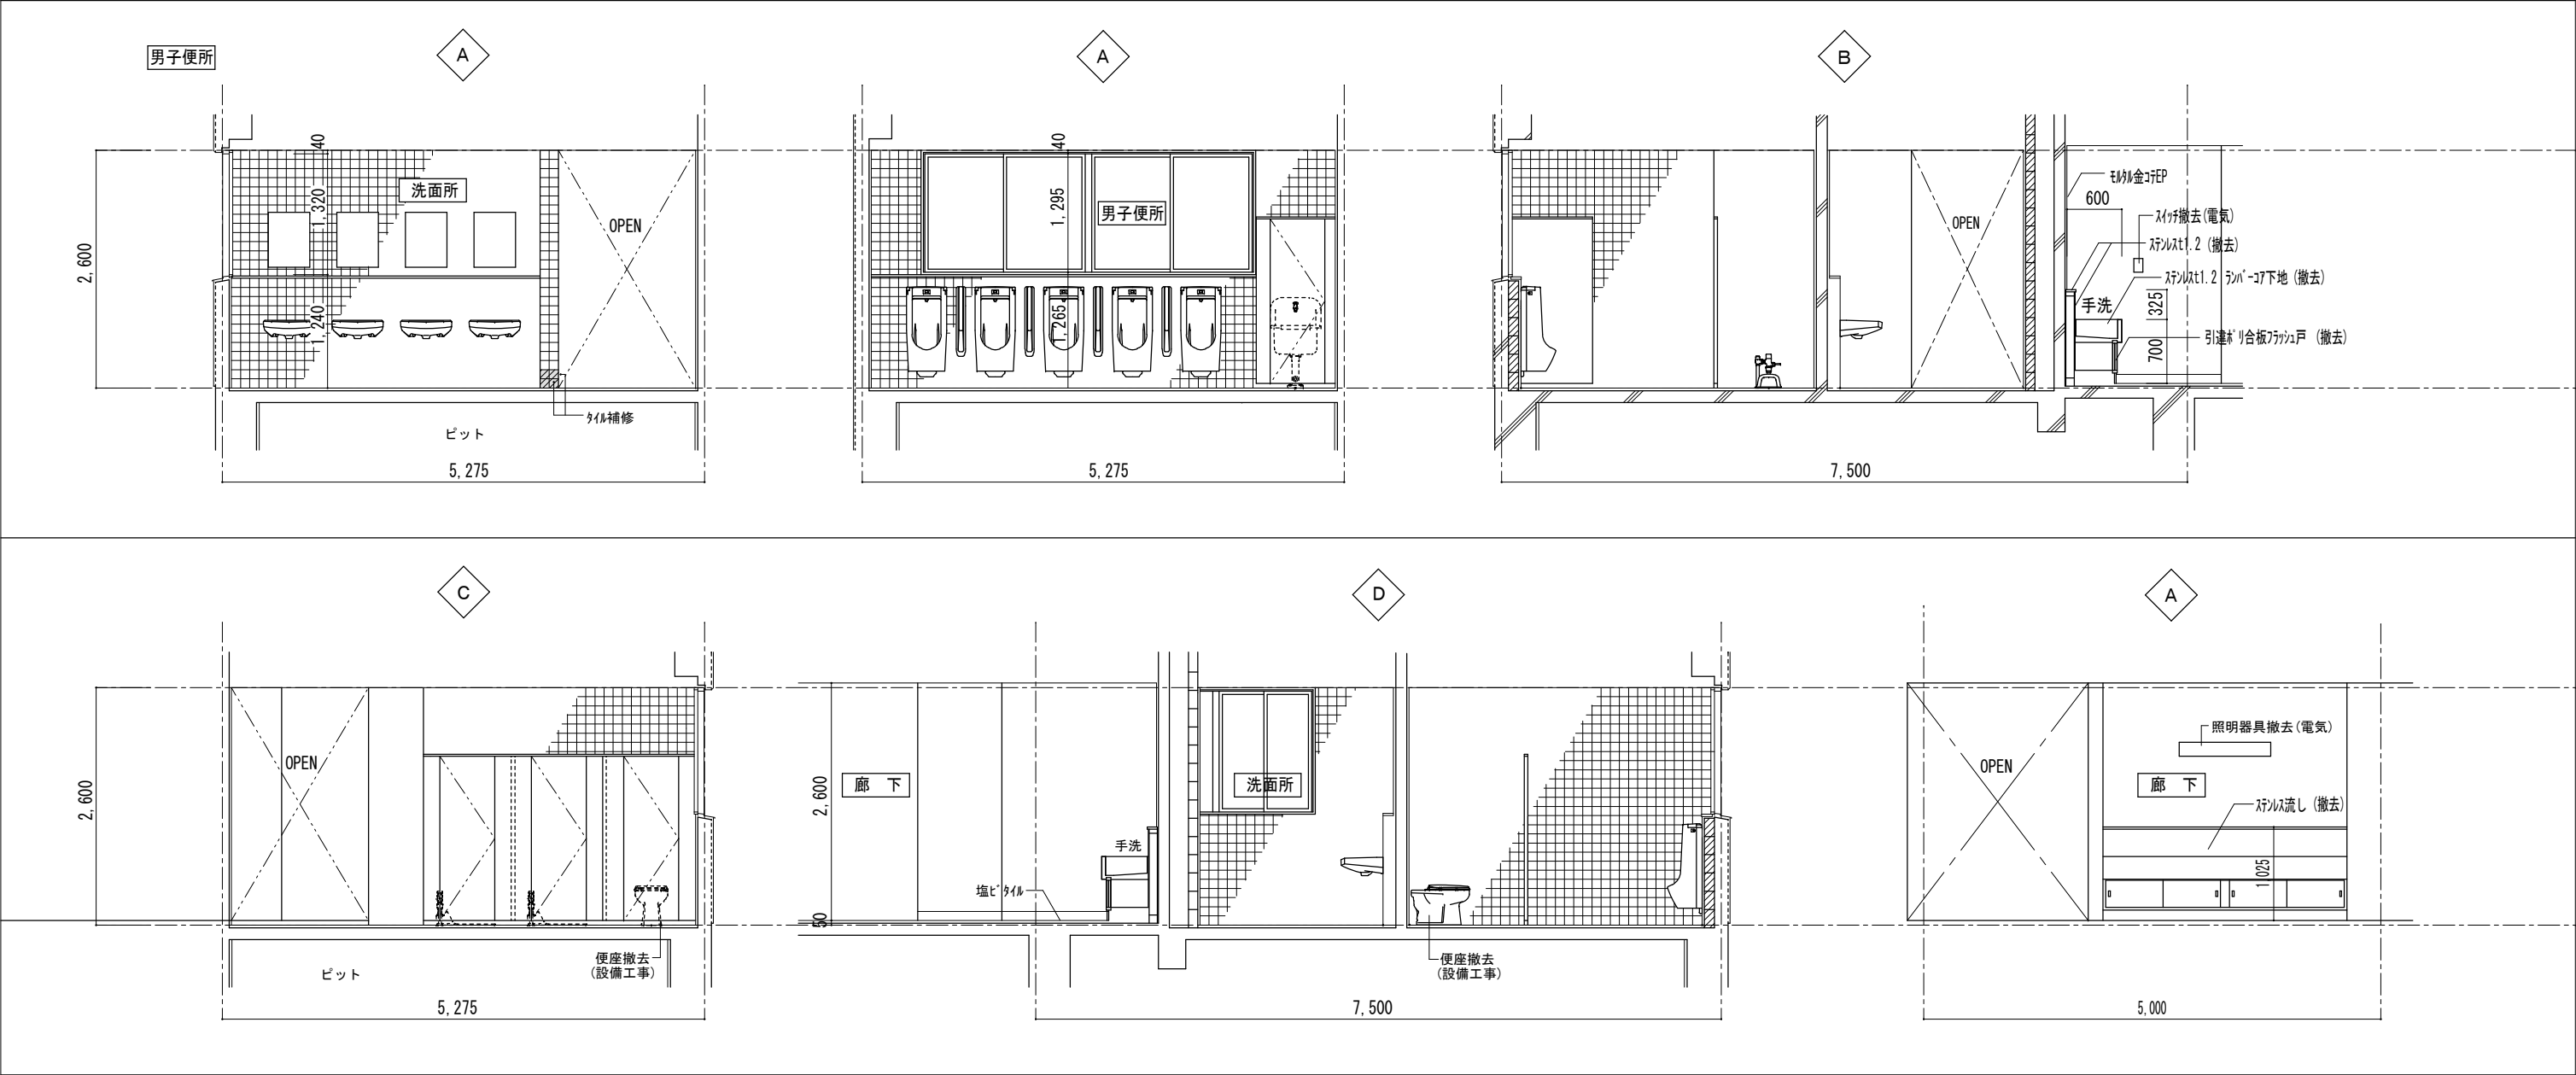 男子便所
A
40
1,320
洗面所
OPEN
2,600
1,240
タイル補修
ピット
5,275
A
40
1,295
男子便所
1,265
5,275
B
OPEN
モルタル金コテEP
600
スイッチ撤去(電気)
ステンレスt1.2 (撤去)
ステンレスt1.2 ランバーコア下地 (撤去)
手洗
325
引違ポリ合板フラッシュ戸 (撤去)
700
7,500
C
OPEN
2,600
便座撤去
(設備工事)
ピット
5,275
D
2,600
廊 下
洗面所
手洗
塩ビタイル
50
便座撤去
(設備工事)
7,500
A
照明器具撤去(電気)
OPEN
廊 下
ステンレス流し (撤去)
1,025
5,000